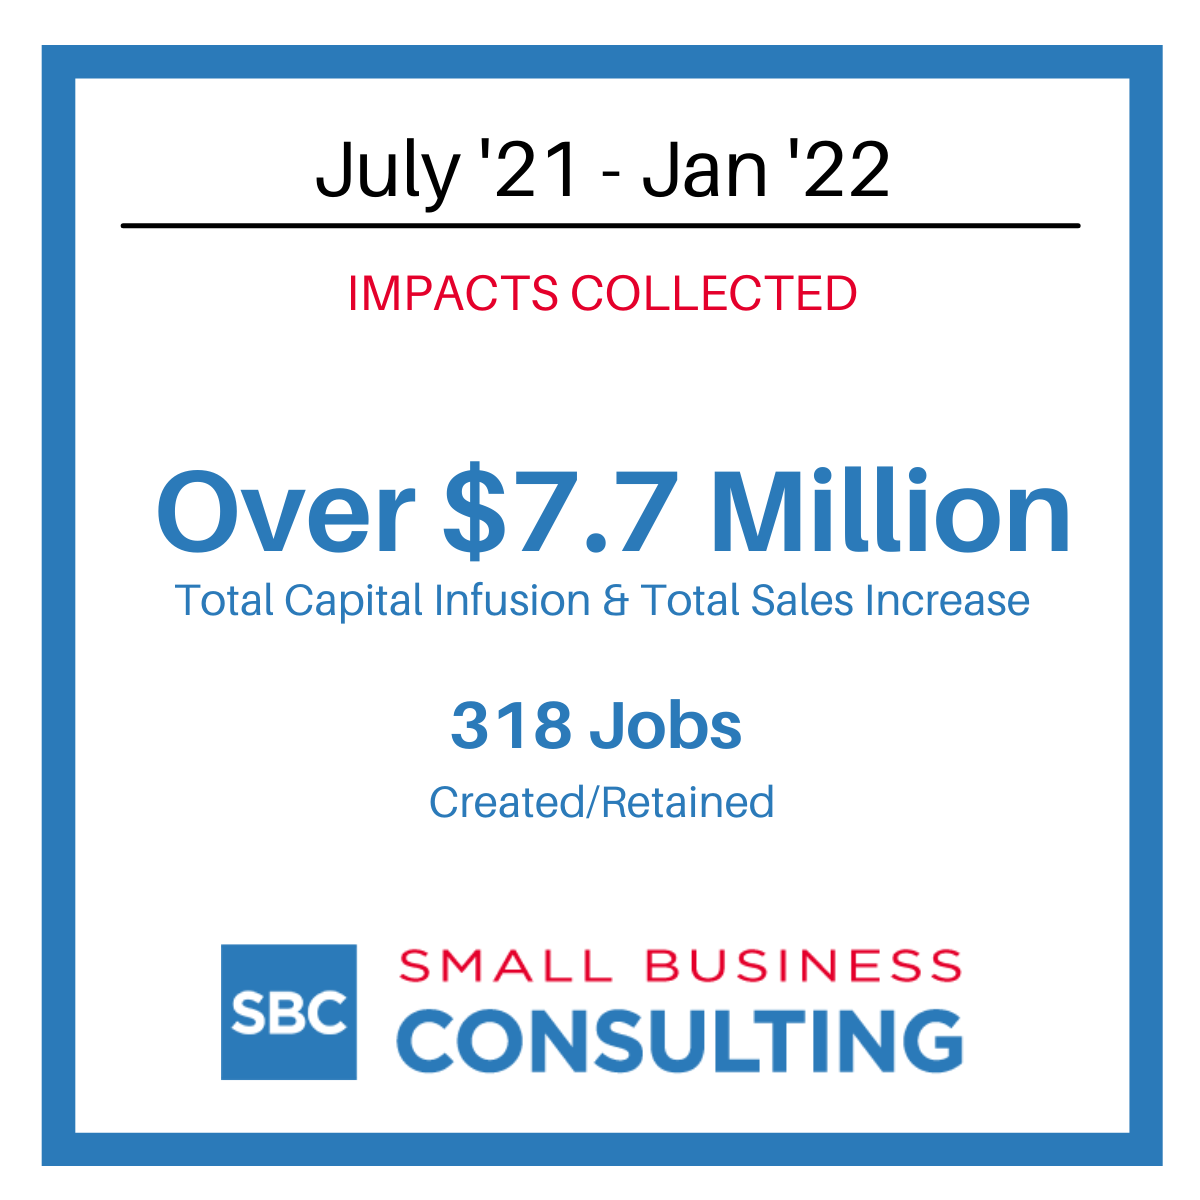 July '21 - Jan '22
IMPACTS COLLECTED
Over $7.7 Million
Total Capital Infusion & Total Sales Increase
318 Jobs
Created/Retained
SBC
SMALL BUSINESS
CONSULTING